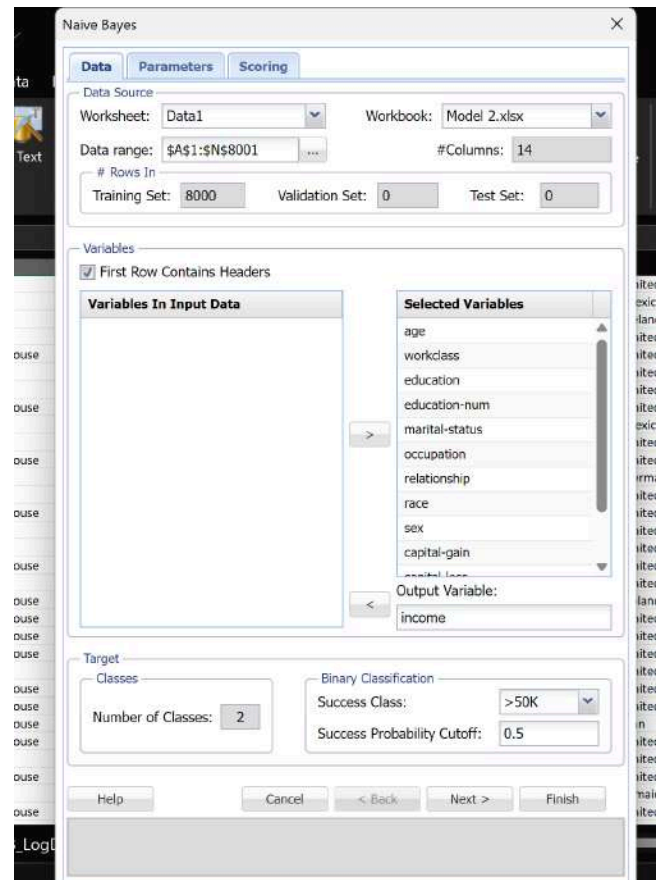 Naive Bayes
Data Parameters Scoring
Data Source
Worksheet: Data1 Workbook: Model 2.xlsx
Text
Data range: $A$1:$N$8001 ... #Columns: 14
# Rows In
Training Set: 8000 Validation Set: 0 Test Set: 0
Variables
First Row Contains Headers
Variables In Input Data Selected Variables
age
workclass
education
education-num
marital-status
>
occupation
relationship
race
sex
capital-gain
capital-loss
Output Variable:
<
income
Target
Classes Binary Classification
Success Class: >50K
Number of Classes: 2
Success Probability Cutoff: 0.5
Help Cancel < Back Next > Finish